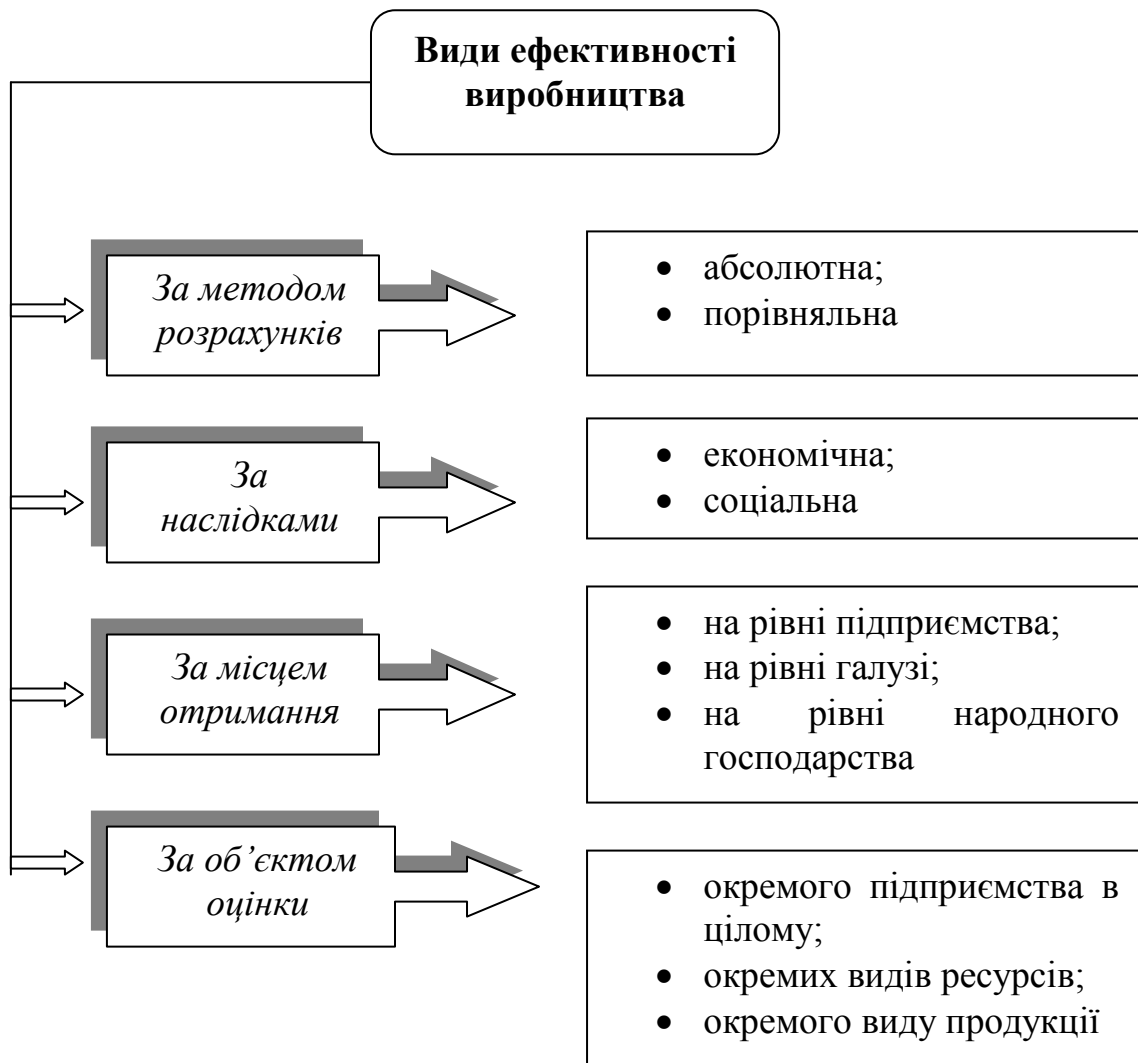 Види ефективності
виробництва
За методом
розрахунків
• абсолютна;
• порівняльна
За
наслідками
• економічна;
• соціальна
За місцем
отримання
• на рівні підприємства;
• на рівні галузі;
• на рівні народного
господарства
За об’єктом
оцінки
• окремого підприємства в
цілому;
• окремих видів ресурсів;
• окремого виду продукції